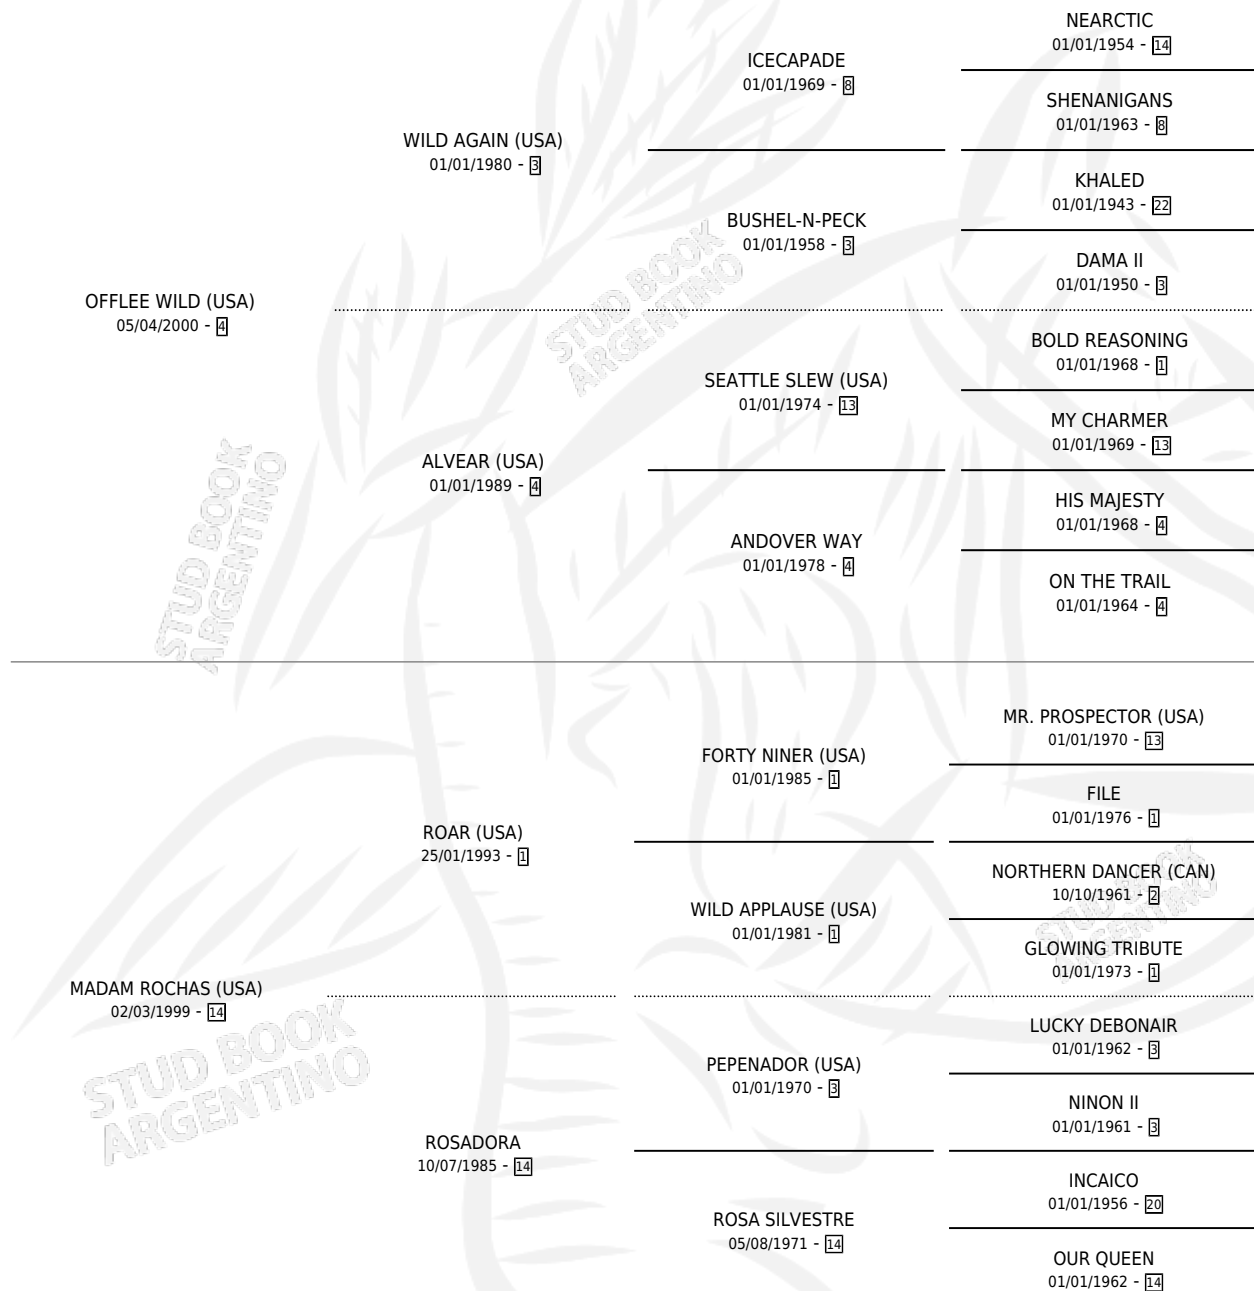 NEARCTIC
01/01/1954 - 14
ICECAPADE
01/01/1969 - 8
SHENANIGANS
01/01/1963 - 8
WILD AGAIN (USA)
01/01/1980 - 3
KHALED
01/01/1943 - 22
BUSHEL-N-PECK
01/01/1958 - 3
DAMA II
01/01/1950 - 3
OFFLEE WILD (USA)
05/04/2000 - 4
BOLD REASONING
01/01/1968 - 1
SEATTLE SLEW (USA)
01/01/1974 - 13
MY CHARMER
01/01/1969 - 13
ALVEAR (USA)
01/01/1989 - 4
HIS MAJESTY
01/01/1968 - 4
ANDOVER WAY
01/01/1978 - 4
ON THE TRAIL
01/01/1964 - 4
MR. PROSPECTOR (USA)
01/01/1970 - 13
FORTY NINER (USA)
01/01/1985 - 1
FILE
01/01/1976 - 1
ROAR (USA)
25/01/1993 - 1
NORTHERN DANCER (CAN)
10/10/1961 - 2
WILD APPLAUSE (USA)
01/01/1981 - 1
GLOWING TRIBUTE
01/01/1973 - 1
MADAM ROCHAS (USA)
02/03/1999 - 14
LUCKY DEBONAIR
01/01/1962 - 3
PEPENADOR (USA)
01/01/1970 - 3
NINON II
01/01/1961 - 3
ROSADORA
10/07/1985 - 14
INCAICO
01/01/1956 - 20
ROSA SILVESTRE
05/08/1971 - 14
OUR QUEEN
01/01/1962 - 14
STUD BOOK
ARGENTINO
STUD BOOK
ARGENTINO
STUD BOOK
ARGENTINO
STUD BOOK
ARGENTINO